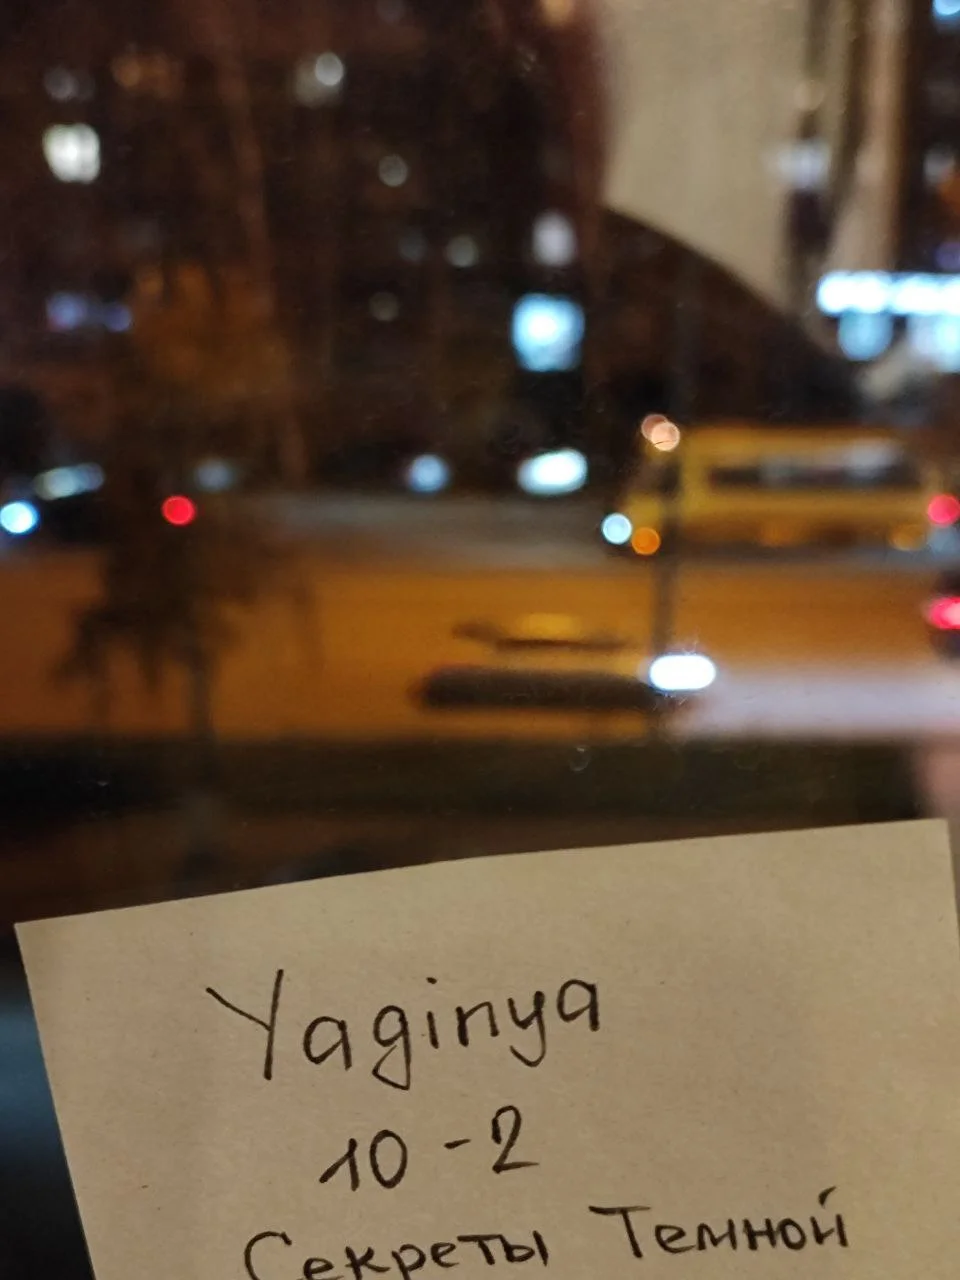 Yaginya
10-2
Секреты Темной